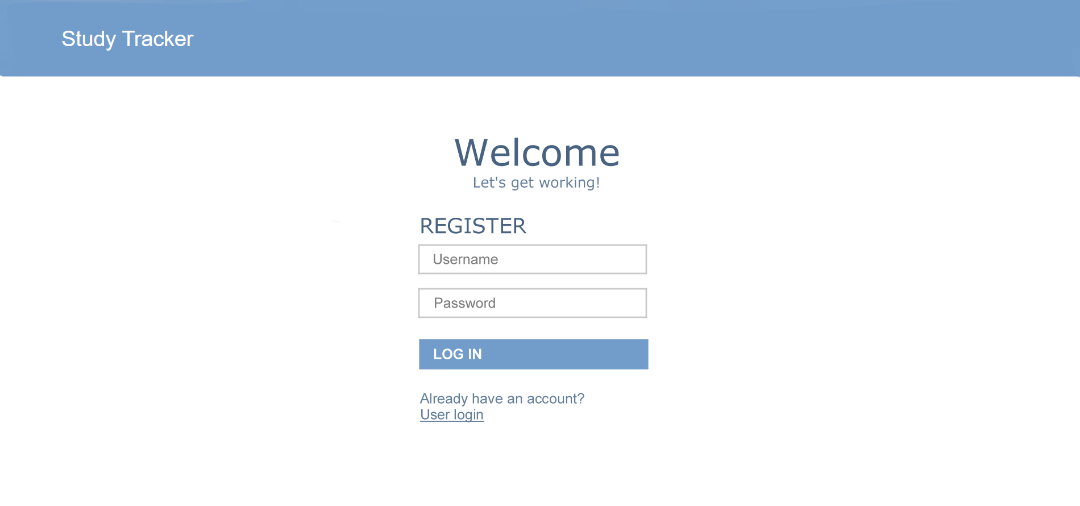 Study Tracker
Welcome
Let's get working!
REGISTER
Username
Password
LOG IN
Already have an account?
User login